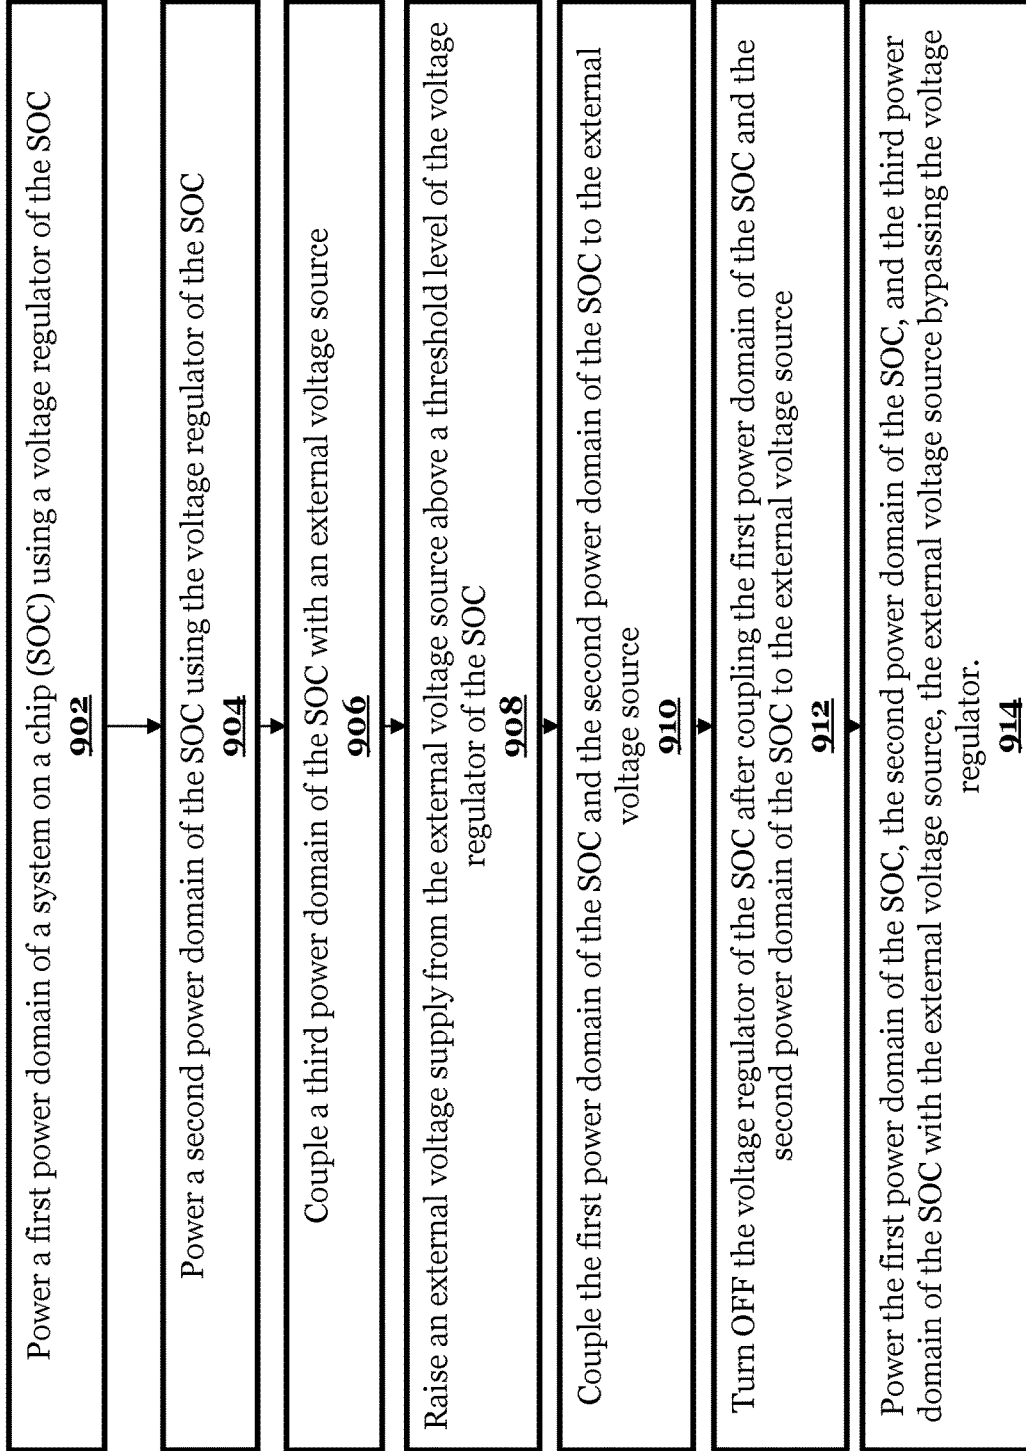 Power a first power domain of a system on a chip (SOC) using a voltage regulator of the SOC
902
Power a second power domain of the SOC using the voltage regulator of the SOC
904
Couple a third power domain of the SOC with an external voltage source
906
Raise an external voltage supply from the external voltage source above a threshold level of the voltage
regulator of the SOC
908
Couple the first power domain of the SOC and the second power domain of the SOC to the external
voltage source
910
Turn OFF the voltage regulator of the SOC after coupling the first power domain of the SOC and the
second power domain of the SOC to the external voltage source
912
Power the first power domain of the SOC, the second power domain of the SOC, and the third power
domain of the SOC with the external voltage source, the external voltage source bypassing the voltage
regulator.
914